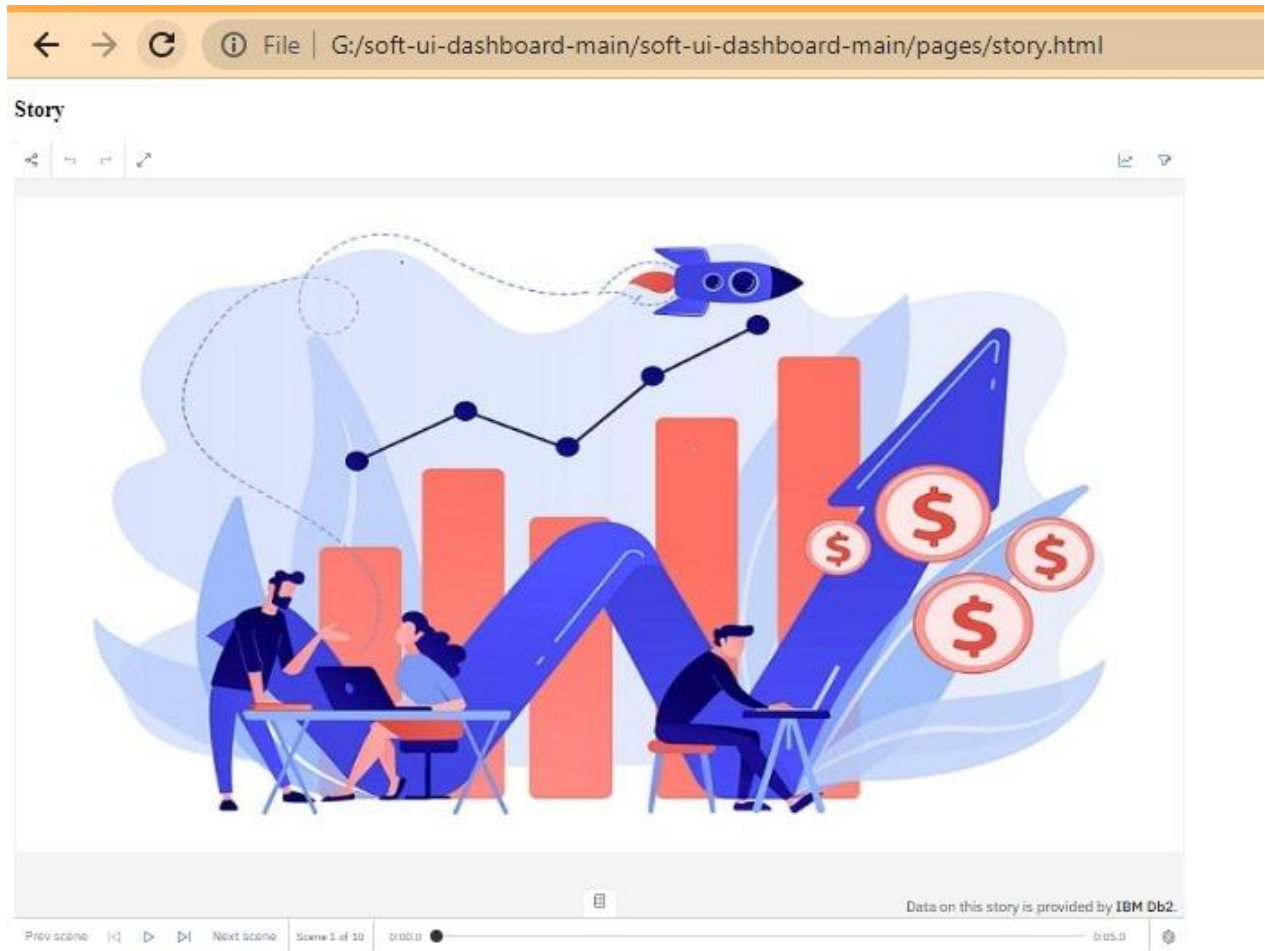 File | G:/soft-ui-dashboard-main/soft-ui-dashboard-main/pages/story.html
Story
$ $ $ $
Data on this story is provided by IBM Db2.
Prev scene Next scene Scene 1 of 10 0:00.0 0:05.0